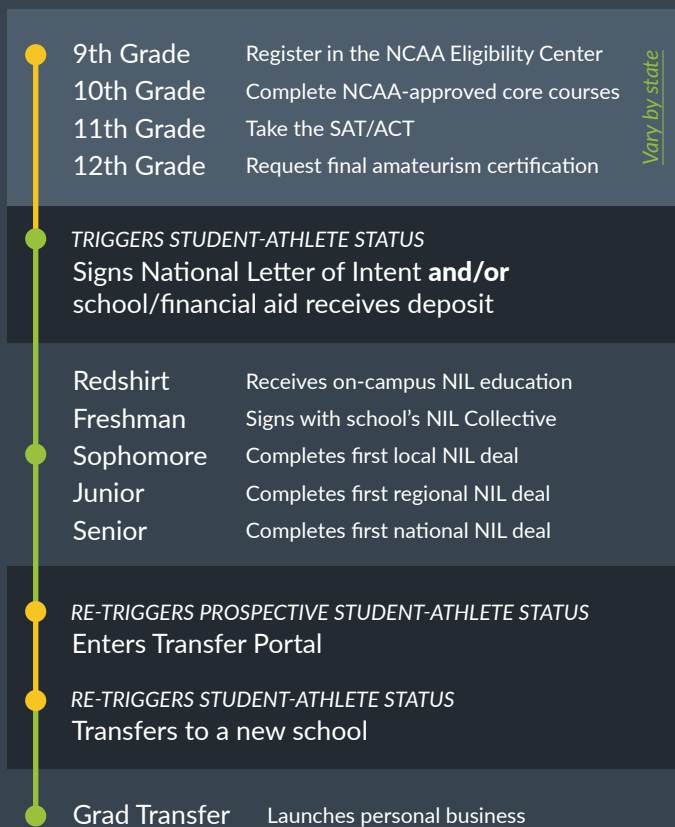 9th Grade Register in the NCAA Eligibility Center
10th Grade Complete NCAA-approved core courses
11th Grade Take the SAT/ACT
12th Grade Request final amateurism certification
Vary by state
TRIGGERS STUDENT-ATHLETE STATUS
Signs National Letter of Intent and/or
school/financial aid receives deposit
Redshirt Receives on-campus NIL education
Freshman Signs with school’s NIL Collective
Sophomore Completes first local NIL deal
Junior Completes first regional NIL deal
Senior Completes first national NIL deal
RE-TRIGGERS PROSPECTIVE STUDENT-ATHLETE STATUS
Enters Transfer Portal
RE-TRIGGERS STUDENT-ATHLETE STATUS
Transfers to a new school
Grad Transfer Launches personal business